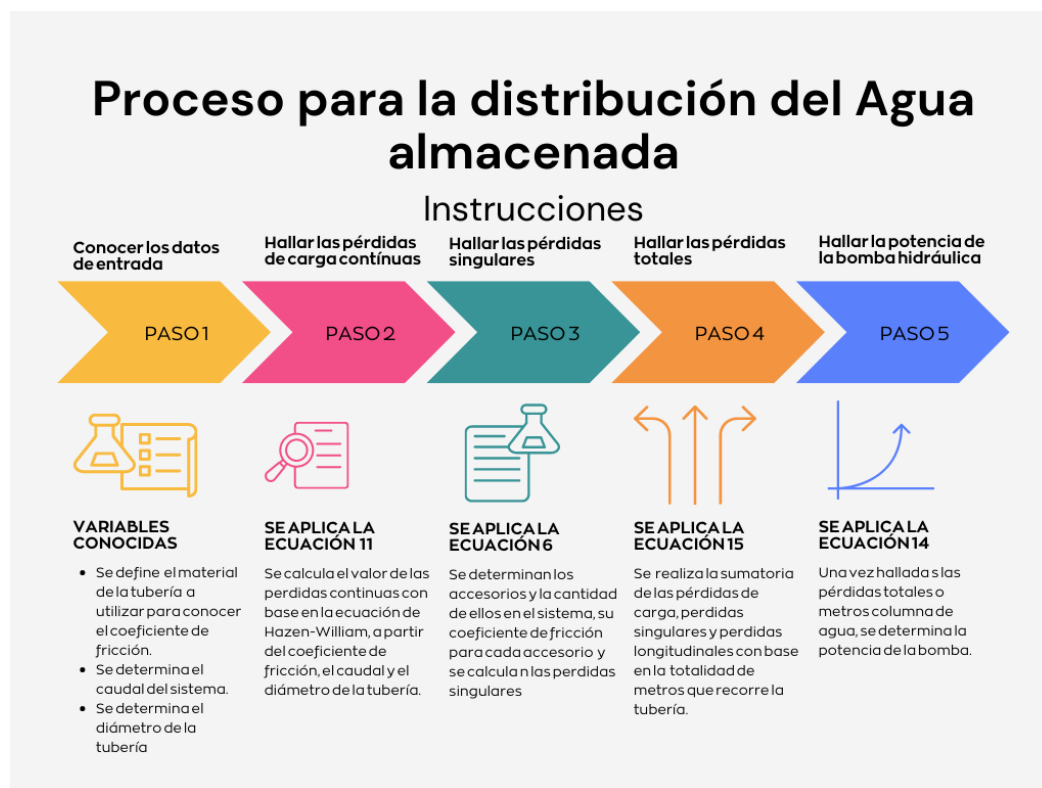 Proceso para la distribución del Agua
almacenada
Instrucciones
Conocer los datos
de entrada
Hallar las pérdidas
de carga contínuas
Hallar las pérdidas
singulares
Hallar las pérdidas
totales
Hallar la potencia de
la bomba hidráulica
PASO 1
PASO 2
PASO 3
PASO 4
PASO 5
VARIABLES
CONOCIDAS
• Se define el material
de la tubería a
utilizar para conocer
el coeficiente de
fricción.
• Se determina el
caudal del sistema.
• Se determina el
diámetro de la
tubería
SE APLICA LA
ECUACIÓN 11
Se calcula el valor de las
perdidas continuas con
base en la ecuación de
Hazen-William, a partir
del coeficiente de
fricción, el caudal y el
diámetro de la tubería.
SE APLICA LA
ECUACIÓN 6
Se determinan los
accesorios y la cantidad
de ellos en el sistema, su
coeficiente de fricción
para cada accesorio y
se calcula n las perdidas
singulares
SE APLICA LA
ECUACIÓN 15
Se realiza la sumatoria
de las pérdidas de
carga, perdidas
singulares y perdidas
longitudinales con base
en la totalidad de
metros que recorre la
tubería.
SE APLICA LA
ECUACIÓN 14
Una vez hallada s las
pérdidas totales o
metros columna de
agua, se determina la
potencia de la bomba.